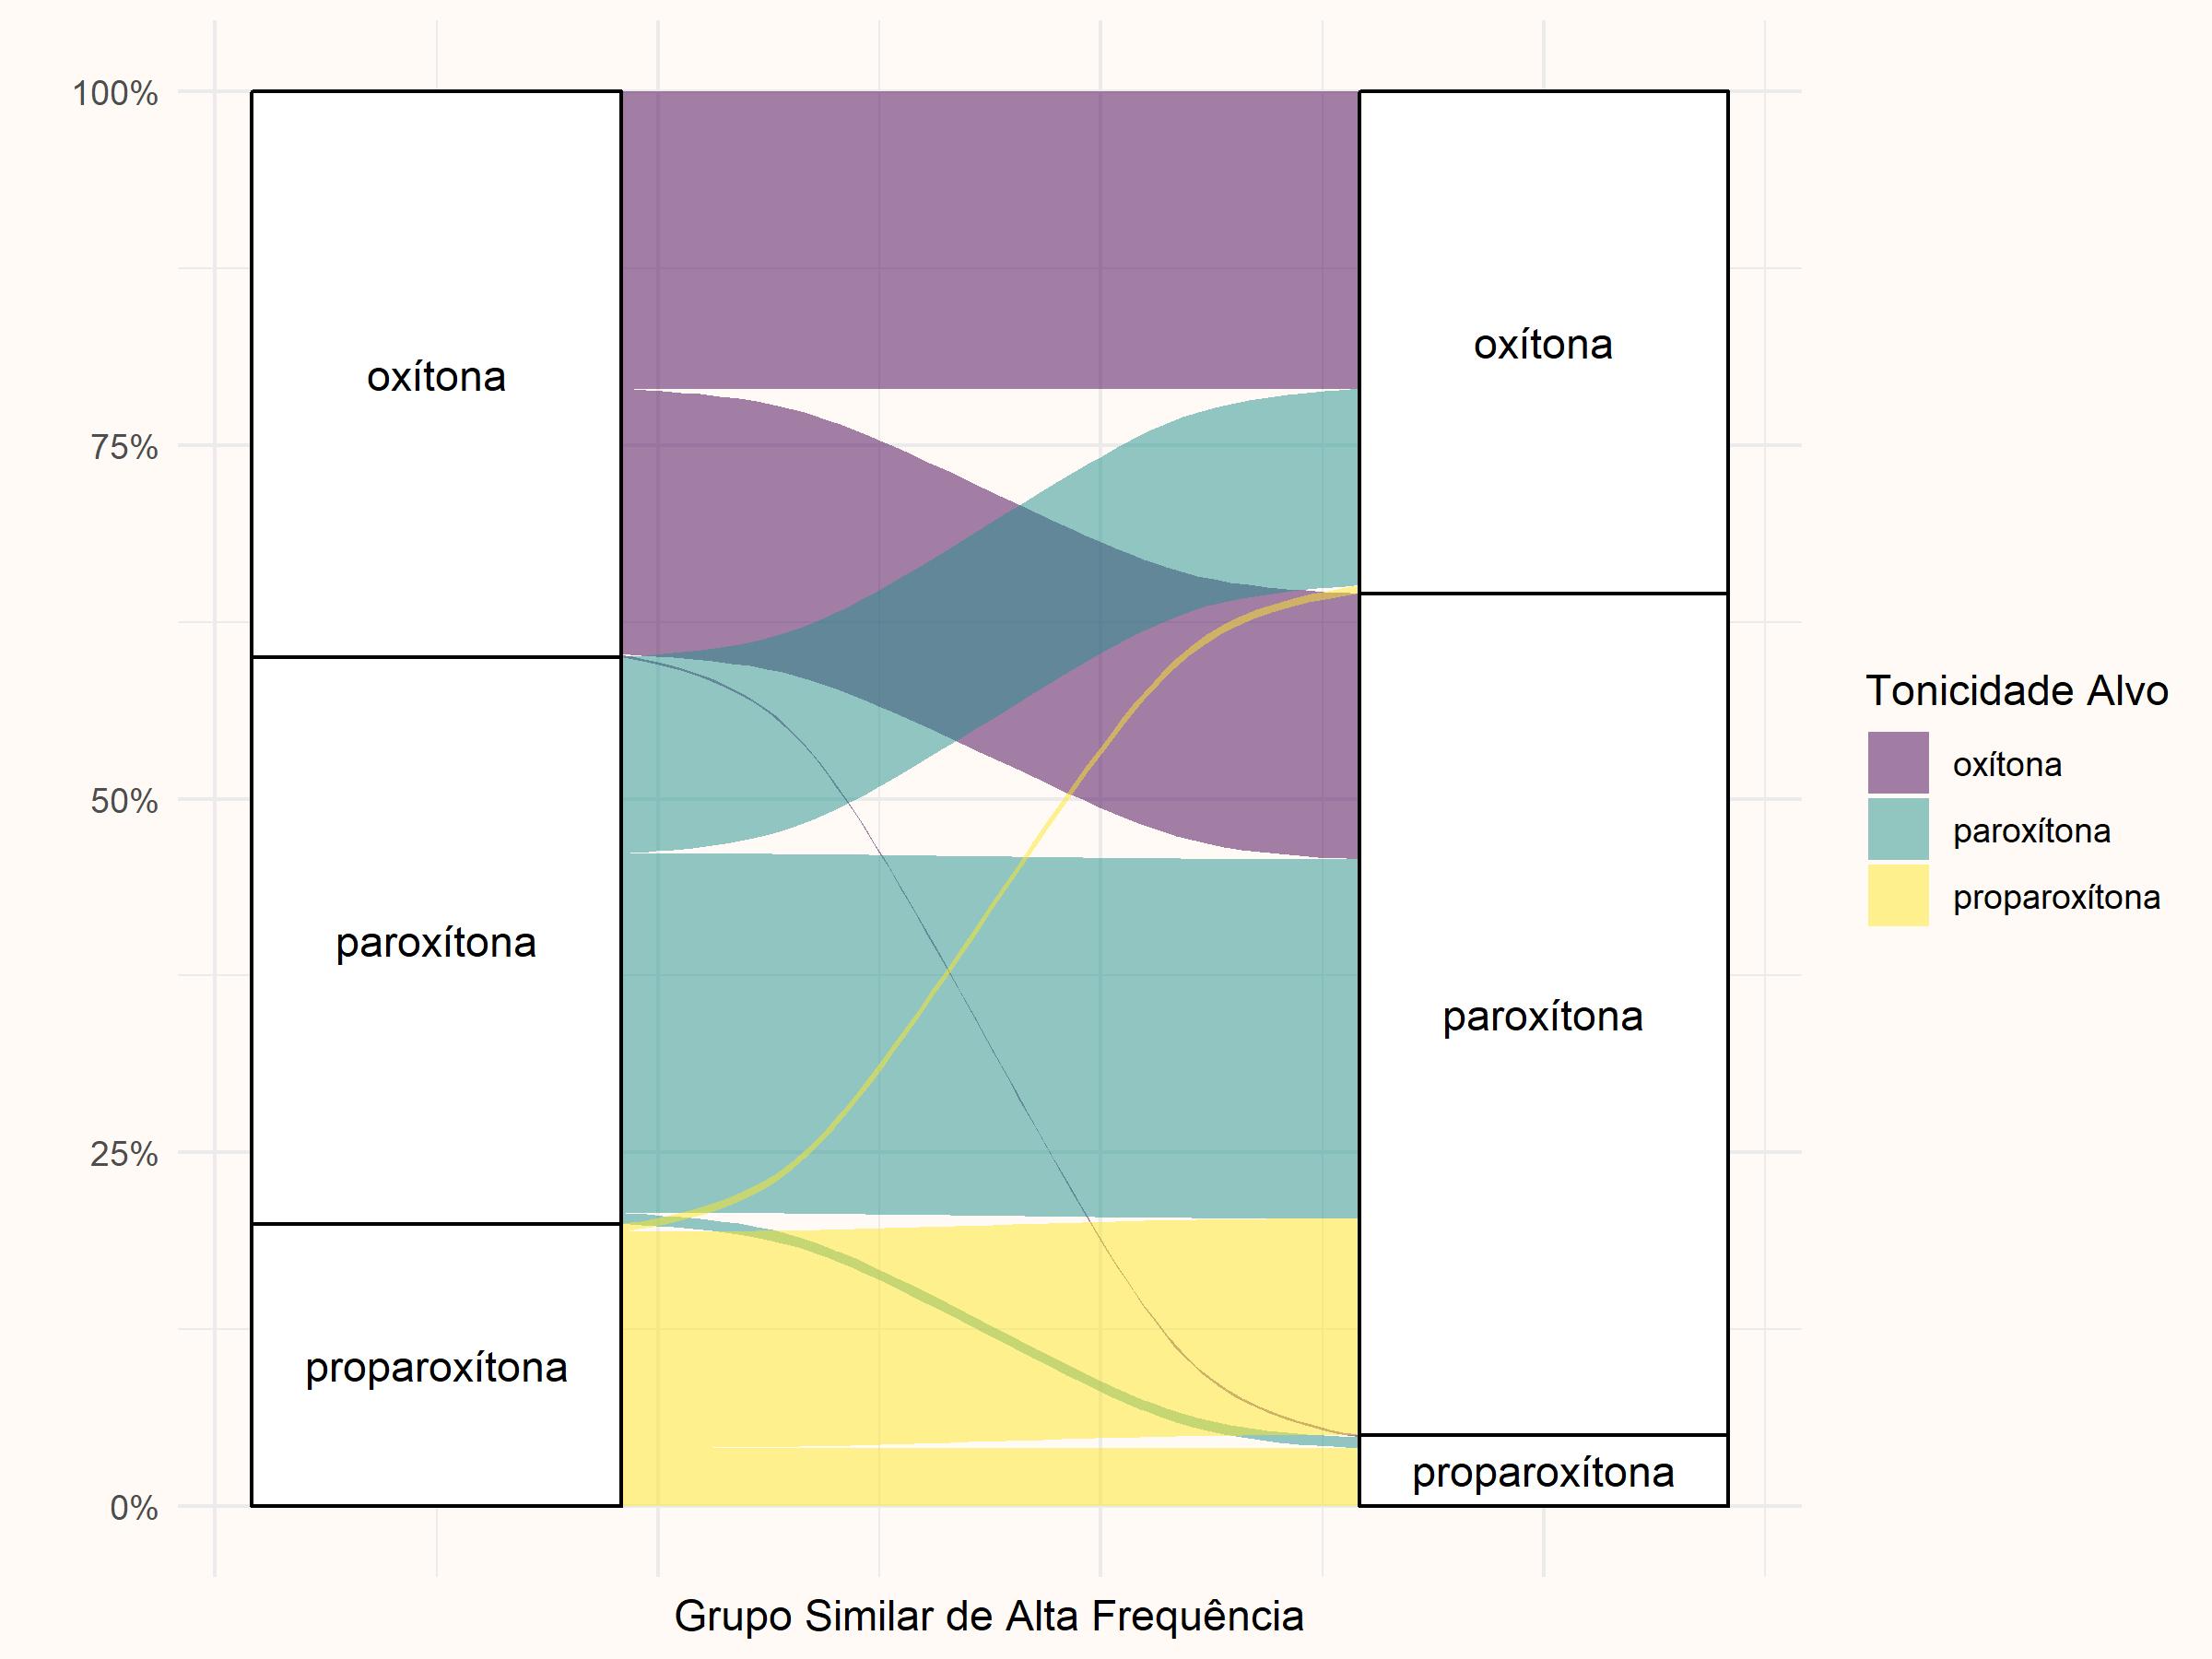 100%
75%
50%
25%
0%
oxítona
paroxítona
proparoxítona
oxítona
paroxítona
proparoxítona
Tonicidade Alvo
oxítona
paroxítona
proparoxítona
Grupo Similar de Alta Frequência